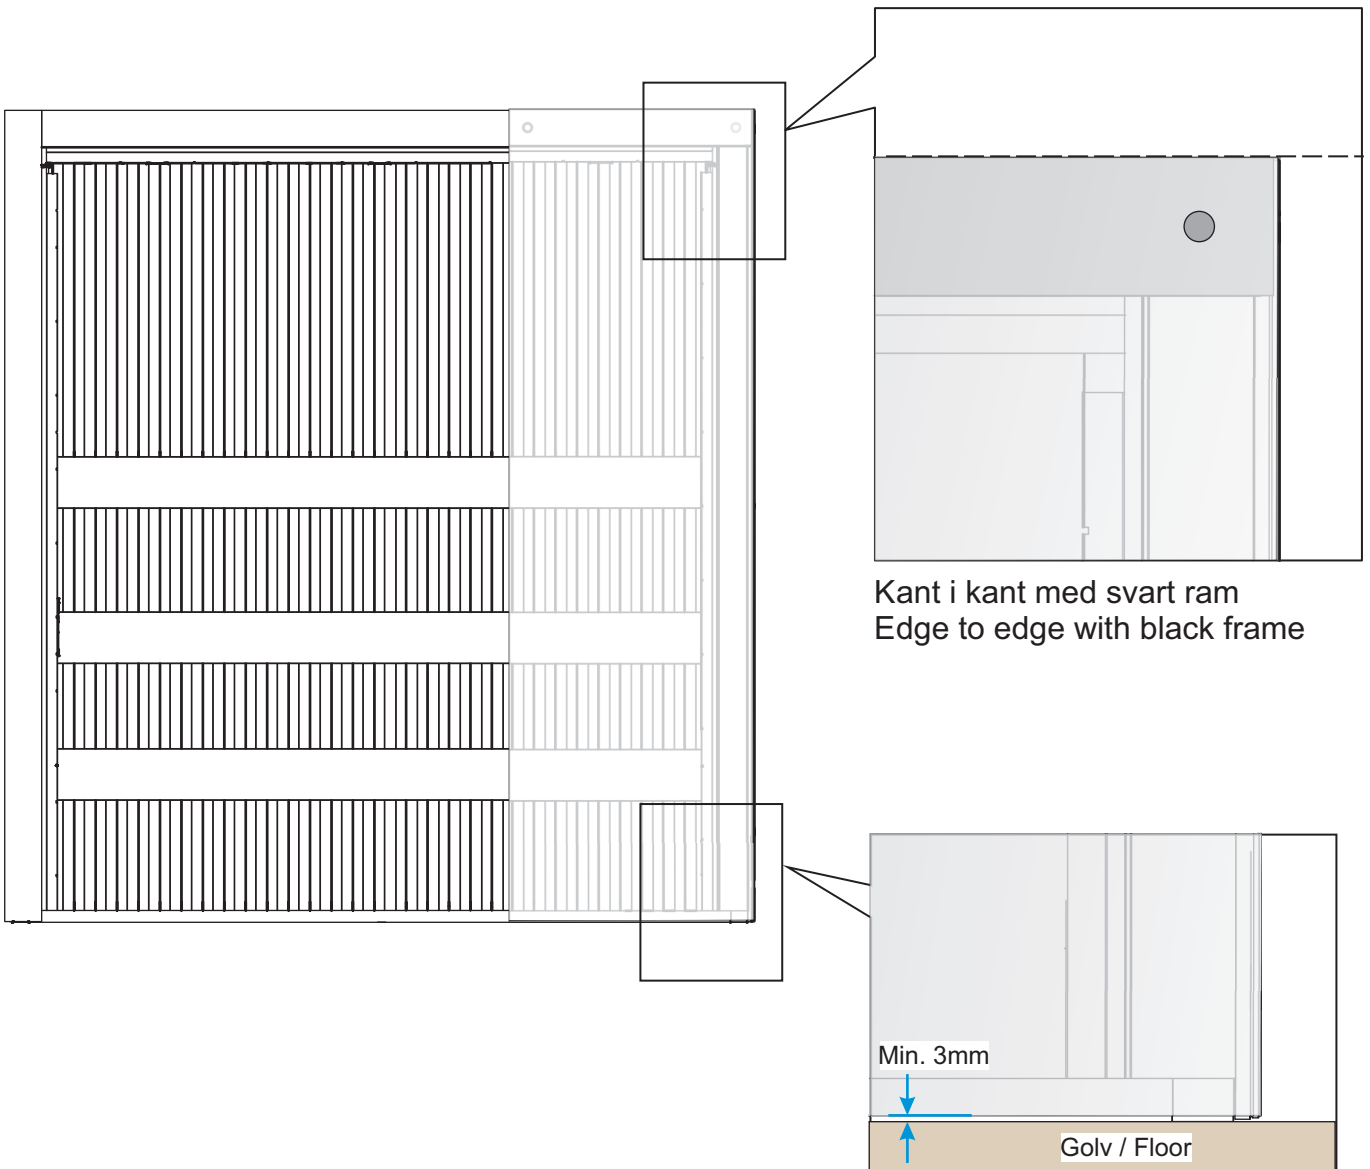 Kant i kant med svart ram
Edge to edge with black frame
Min. 3mm
Golv / Floor